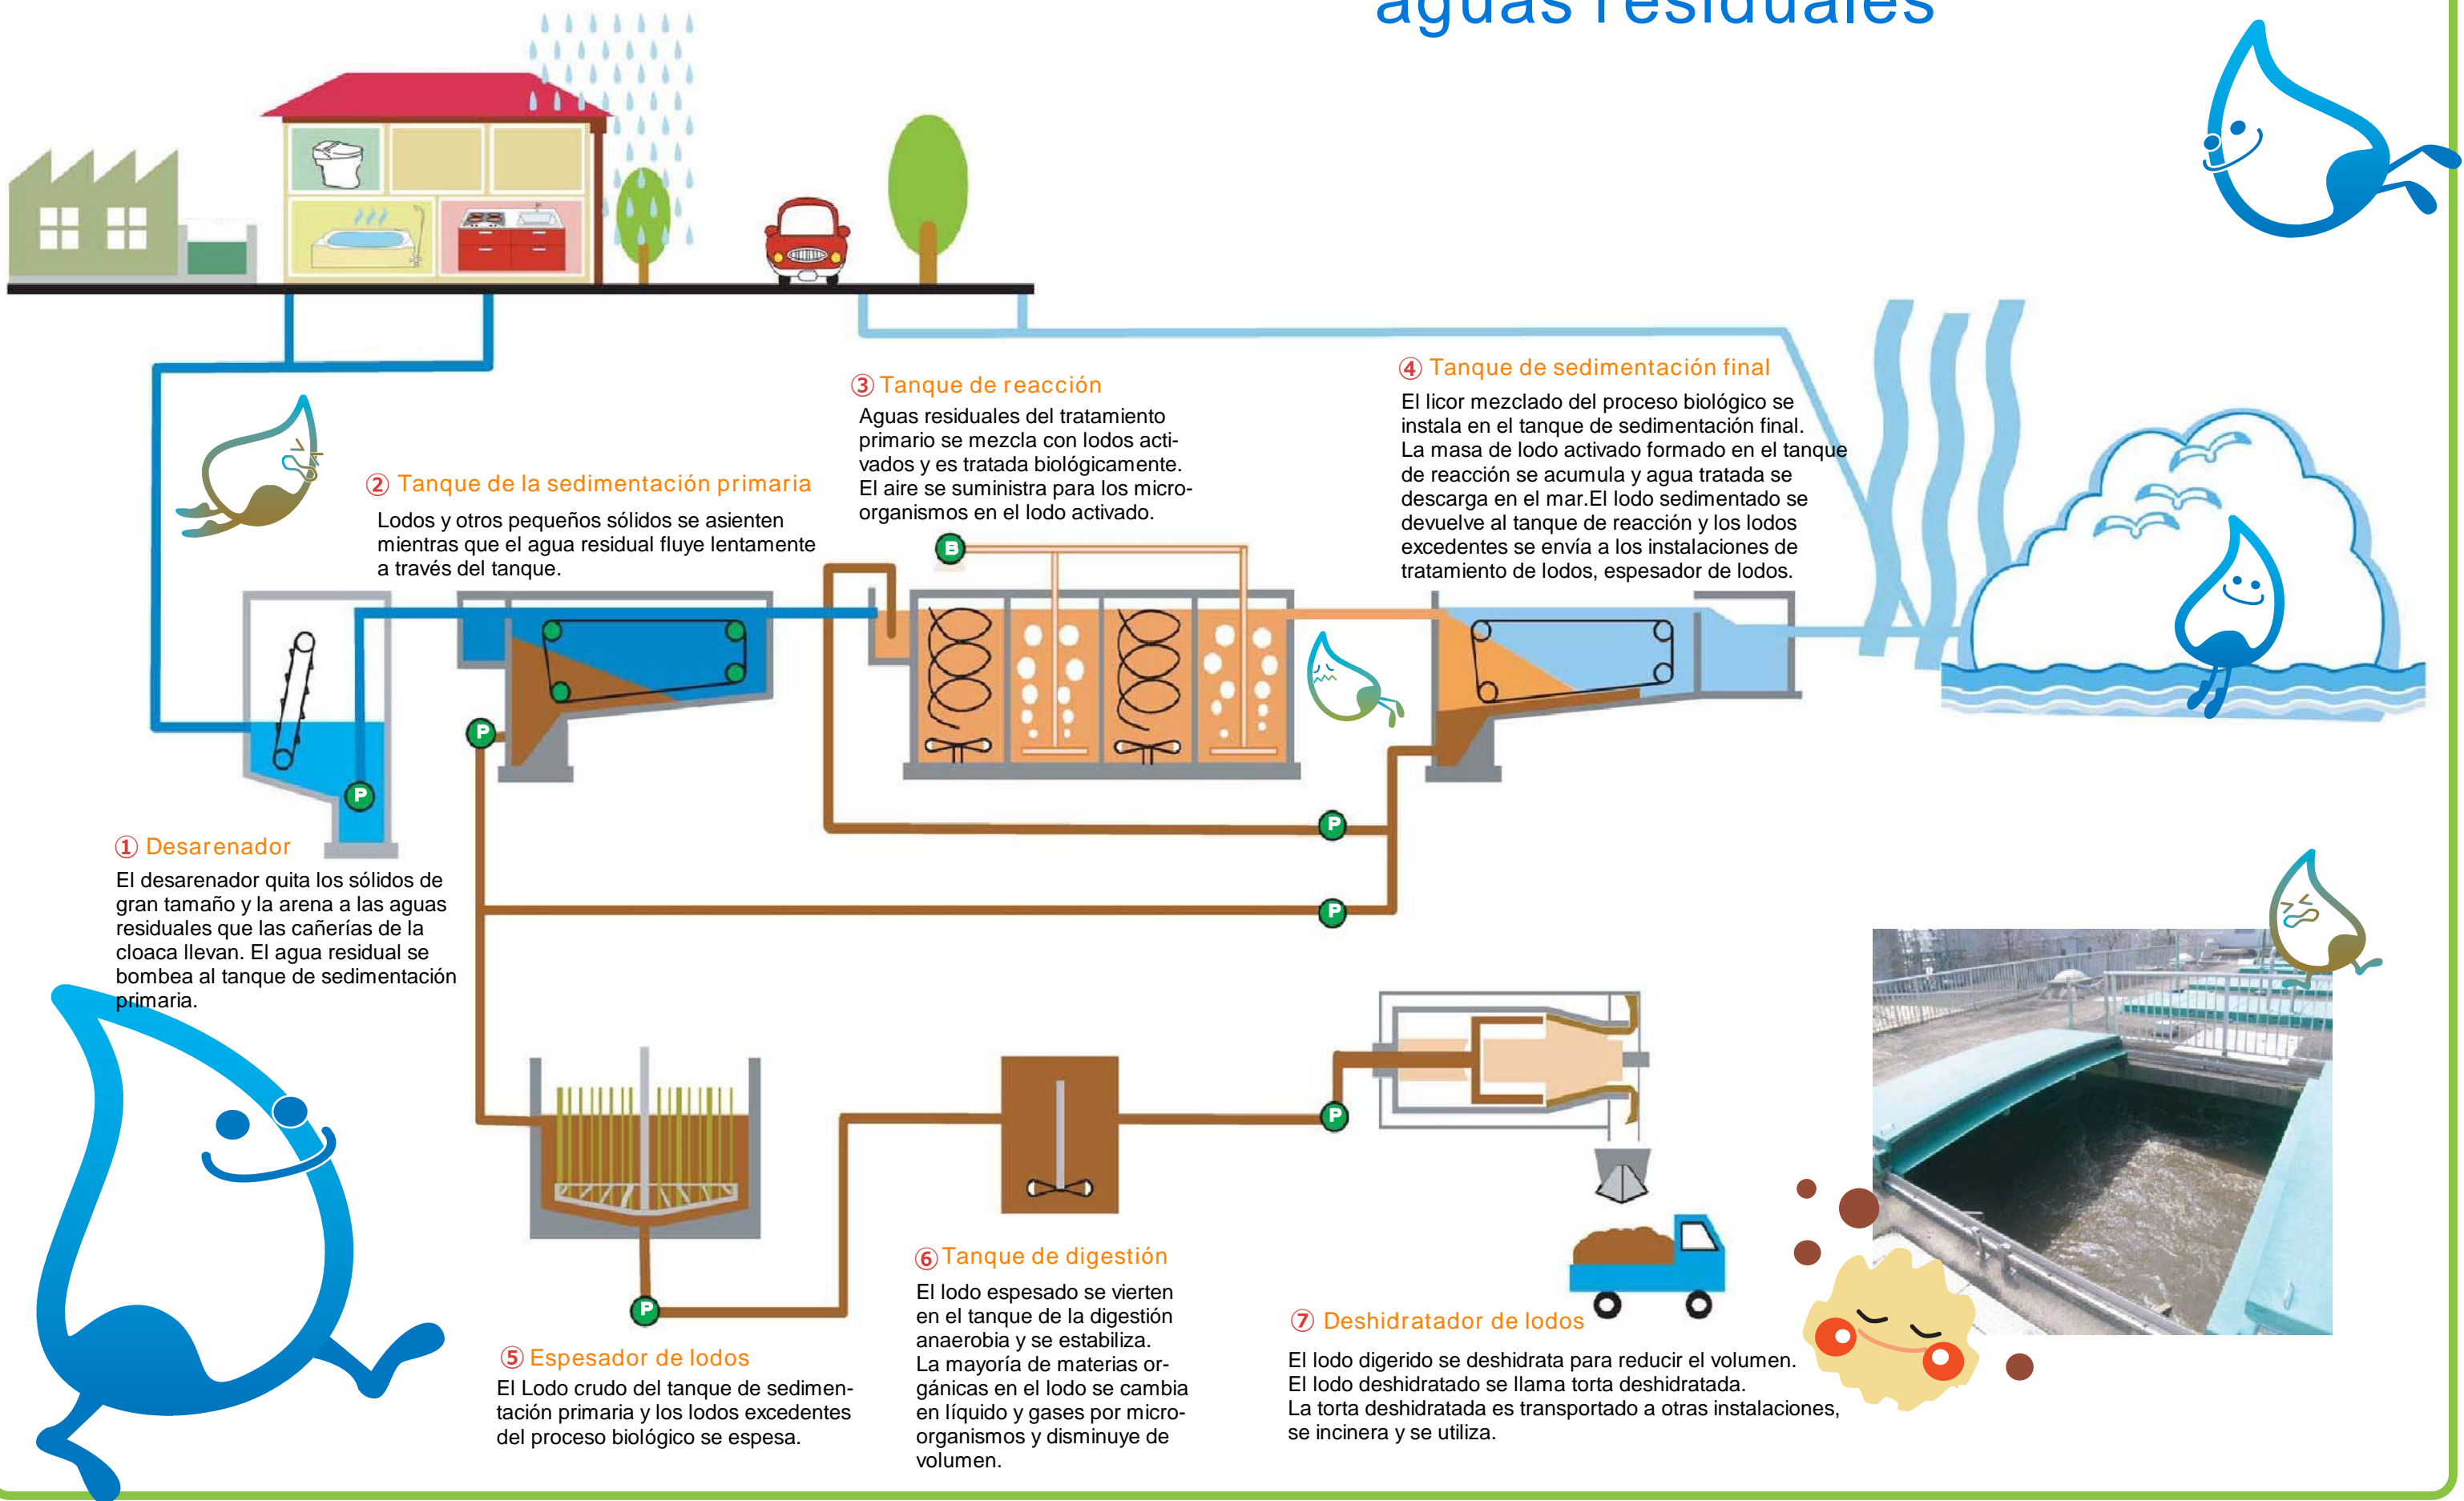 aguas residuales
③ Tanque de reacción
Aguas residuales del tratamiento
primario se mezcla con lodos acti-
vados y es tratada biológicamente.
El aire se suministra para los micro-
organismos en el lodo activado.
④ Tanque de sedimentación final
El licor mezclado del proceso biológico se
instala en el tanque de sedimentación final.
La masa de lodo activado formado en el tanque
de reacción se acumula y agua tratada se
descarga en el mar.El lodo sedimentado se
devuelve al tanque de reacción y los lodos
excedentes se envía a los instalaciones de
tratamiento de lodos, espesador de lodos.
② Tanque de la sedimentación primaria
Lodos y otros pequeños sólidos se asienten
mientras que el agua residual fluye lentamente
a través del tanque.
B
P
P
P
P
① Desarenador
El desarenador quita los sólidos de
gran tamaño y la arena a las aguas
residuales que las cañerías de la
cloaca llevan. El agua residual se
bombea al tanque de sedimentación
primaria.
P
P
⑤ Espesador de lodos
El Lodo crudo del tanque de sedimen-
tación primaria y los lodos excedentes
del proceso biológico se espesa.
⑥ Tanque de digestión
El lodo espesado se vierten
en el tanque de la digestión
anaerobia y se estabiliza.
La mayoría de materias or-
gánicas en el lodo se cambia
en líquido y gases por micro-
organismos y disminuye de
volumen.
⑦ Deshidratador de lodos
El lodo digerido se deshidrata para reducir el volumen.
El lodo deshidratado se llama torta deshidratada.
La torta deshidratada es transportado a otras instalaciones,
se incinera y se utiliza.